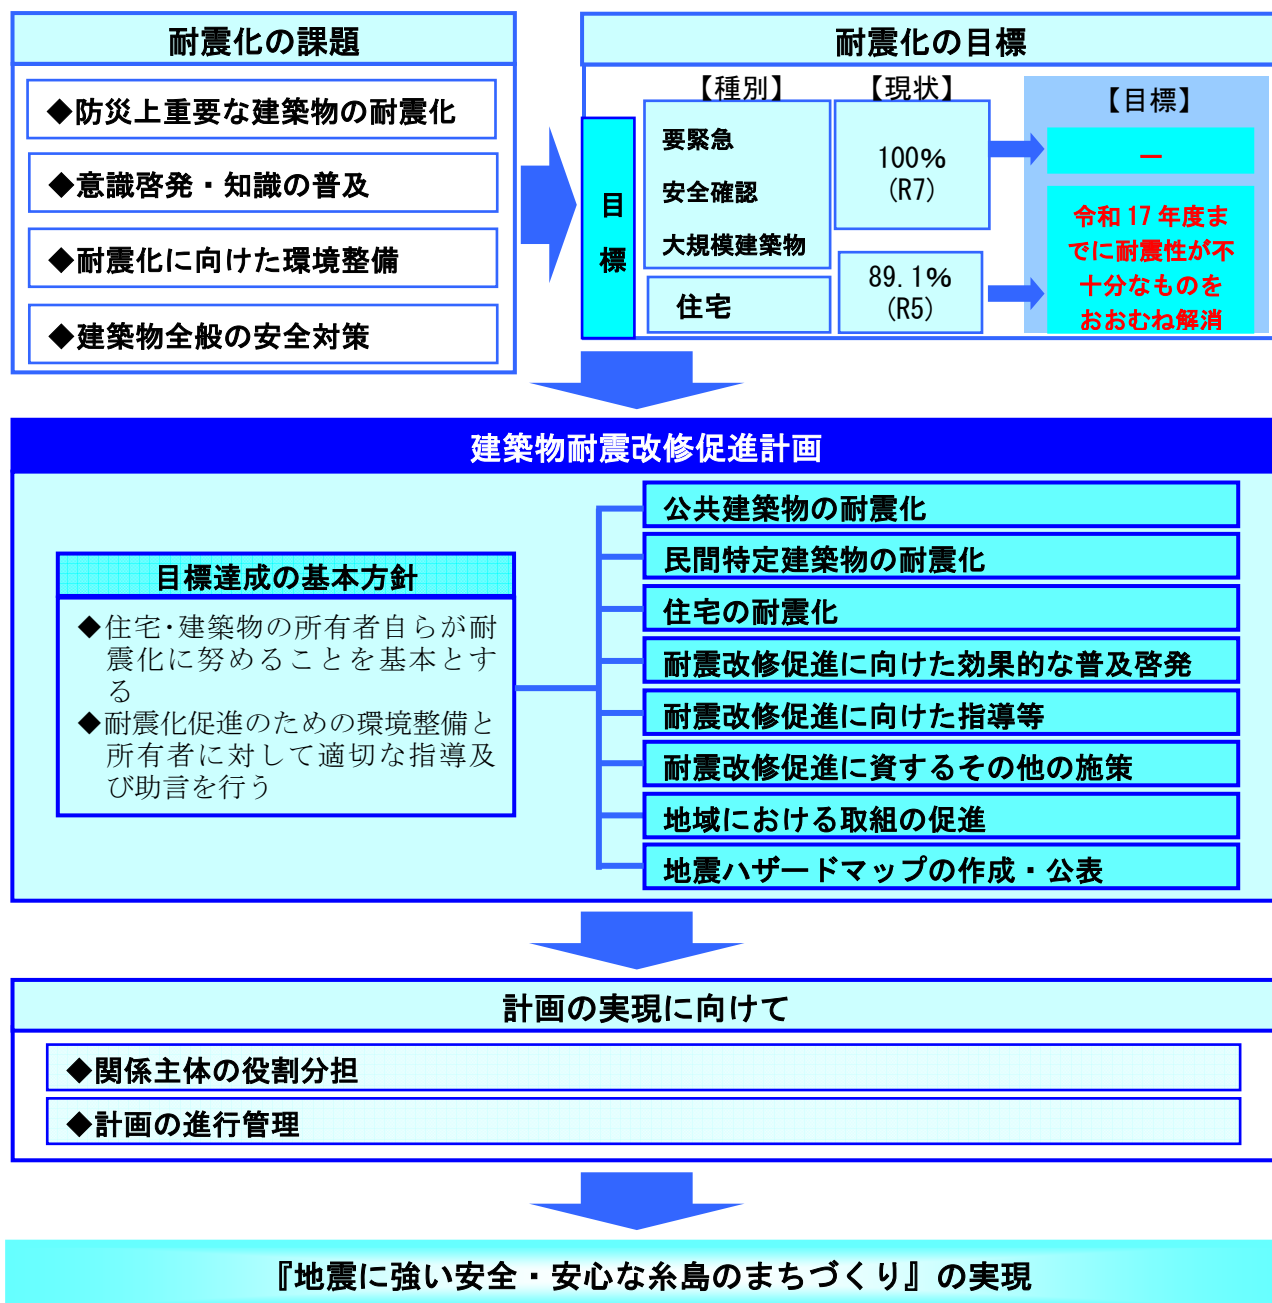 耐震化の課題
◆防災上重要な建築物の耐震化
◆意識啓発・知識の普及
◆耐震化に向けた環境整備
◆建築物全般の安全対策
耐震化の目標
【種別】
【現状】
【目標】
目
標
要緊急
安全確認
大規模建築物
100%
(R7)
―
住宅
89.1%
(R5)
令和17年度ま
でに耐震性が不
十分なものを
おおむね解消
建築物耐震改修促進計画
目標達成の基本方針
◆住宅・建築物の所有者自らが耐
震化に努めることを基本とす
る
◆耐震化促進のための環境整備と
所有者に対して適切な指導及
び助言を行う
公共建築物の耐震化
民間特定建築物の耐震化
住宅の耐震化
耐震改修促進に向けた効果的な普及啓発
耐震改修促進に向けた指導等
耐震改修促進に資するその他の施策
地域における取組の促進
地震ハザードマップの作成・公表
計画の実現に向けて
◆関係主体の役割分担
◆計画の進行管理
『地震に強い安全・安心な糸島のまちづくり』の実現